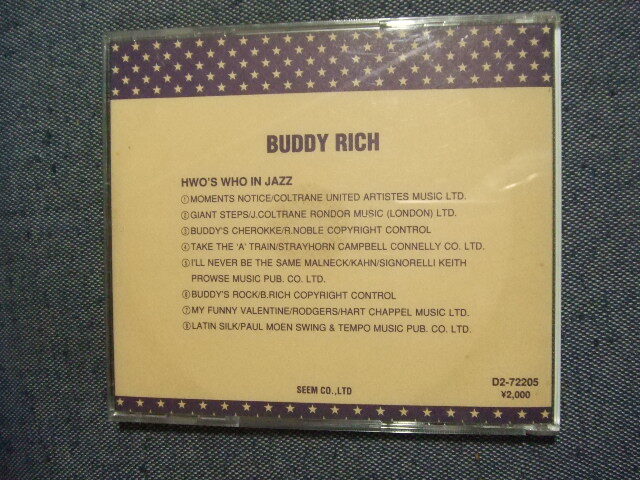 BUDDY RICH
HWO'S WHO IN JAZZ
①MOMENTS NOTICE/COLTRANE UNITED ARTISTES MUSIC LTD.
②GIANT STEPS/J.COLTRANE RONDOR MUSIC (LONDON) LTD.
③BUDDY'S CHEROKKE/R.NOBLE COPYRIGHT CONTROL
④TAKE THE 'A' TRAIN/STRAYHORN CAMPBELL CONNELLY CO. LTD.
⑤I'LL NEVER BE THE SAME MALNECK/KAHN/SIGNORELLI KEITH
PROWSE MUSIC PUB. CO. LTD.
⑥BUDDY'S ROCK/B.RICH COPYRIGHT CONTROL
⑦MY FUNNY VALENTINE/RODGERS/HART CHAPPEL MUSIC LTD.
⑧LATIN SILK/PAUL MOEN SWING & TEMPO MUSIC PUB. CO. LTD.
SEEM CO.,LTD
D2-72205
¥2,000